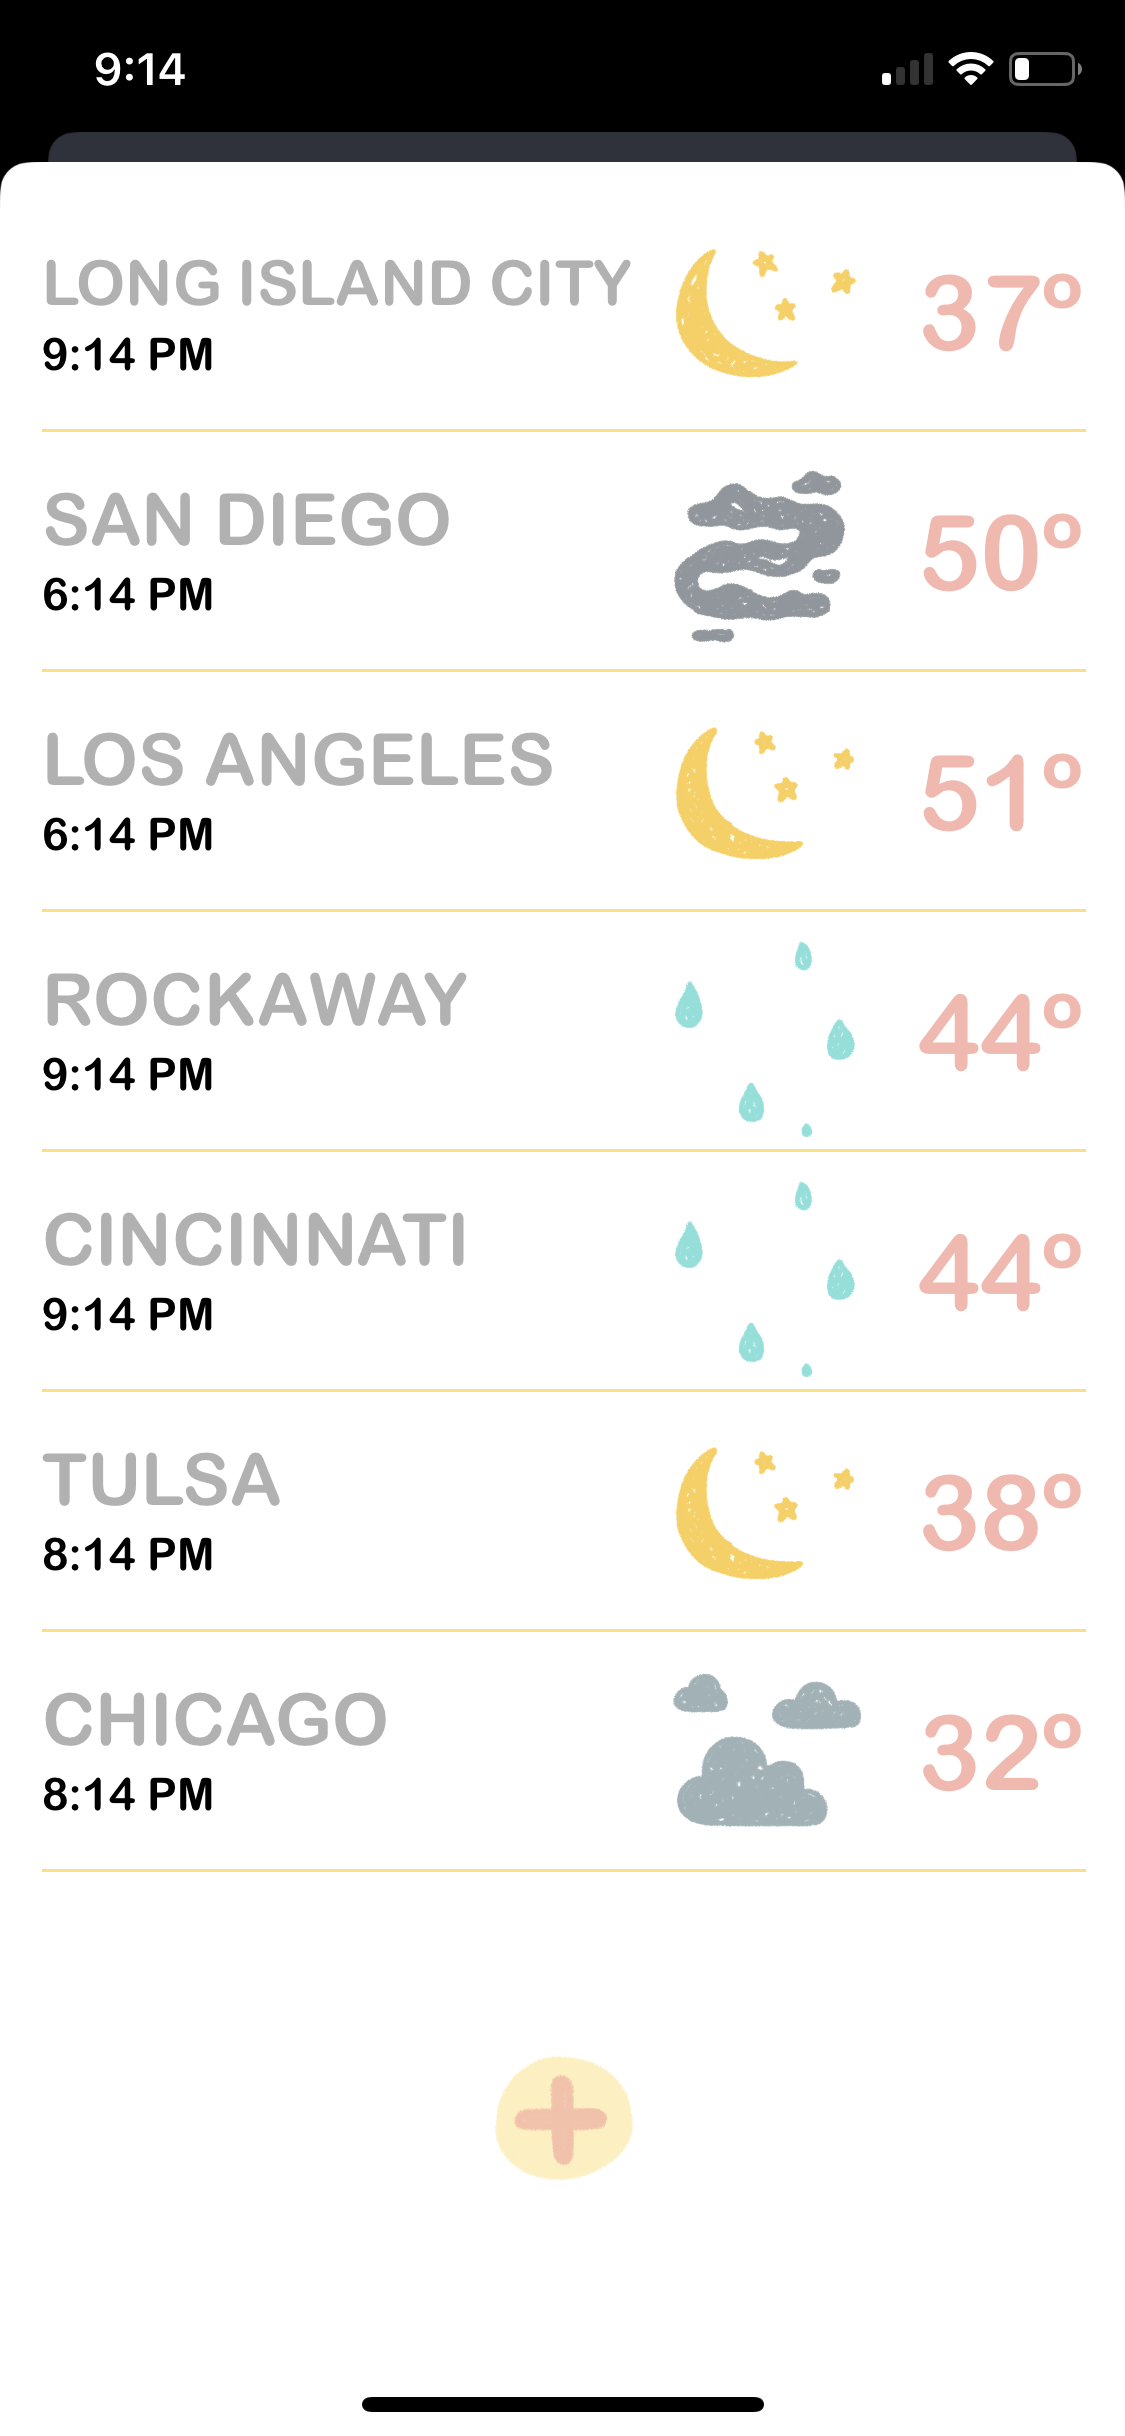 9:14
LONG ISLAND CITY
9:14 PM
37°
SAN DIEGO
6:14 PM
50°
LOS ANGELES
6:14 PM
51°
ROCKAWAY
9:14 PM
44°
CINCINNATI
9:14 PM
44°
TULSA
8:14 PM
38°
CHICAGO
8:14 PM
32°